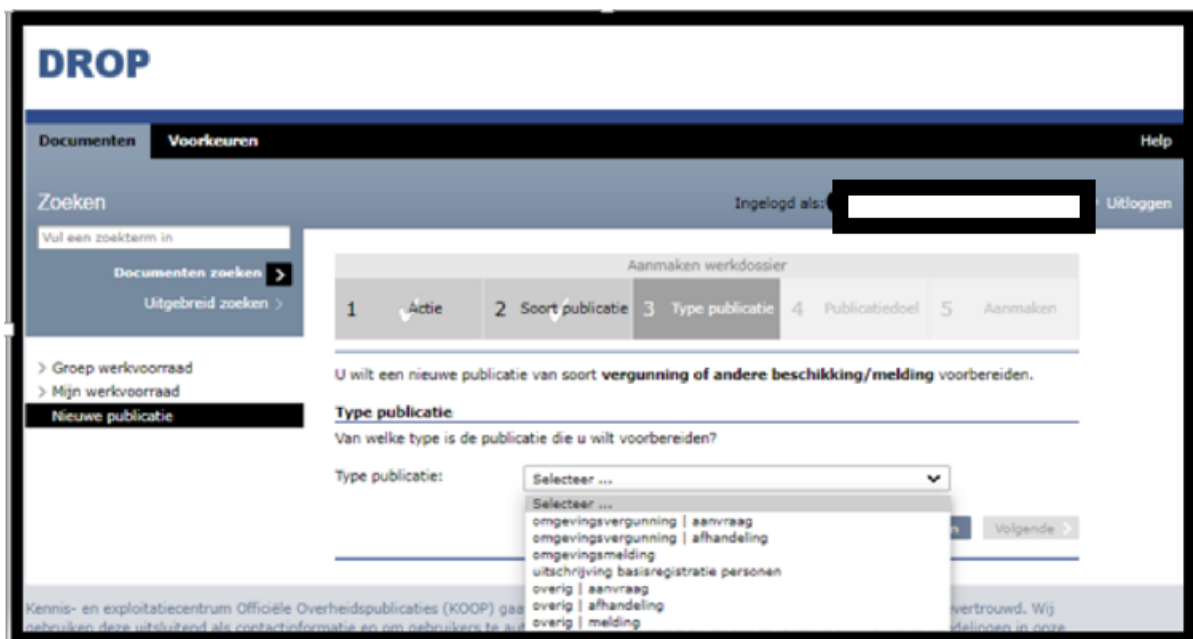 DROP
Documenten Voorkeuren Help
Zoeken
Ingelogd als: Uitloggen
Vul een zoekterm in
Documenten zoeken >
Uitgebreid zoeken >
Aanmaken werkdossier
1 Actie 2 Soort publicatie 3 Type publicatie 4 Publicatiedoel 5 Aanmaken
> Groep werkvoorraad
> Mijn werkvoorraad
Nieuwe publicatie
U wilt een nieuwe publicatie van soort vergunning of andere beschikking/melding voorbereiden.
Type publicatie
Van welke type is de publicatie die u wilt voorbereiden?
Type publicatie: Selecteer ...
Selecteer ...
omgevingsvergunning | aanvraag
omgevingsvergunning | afhandeling
omgevingsmelding
uitschrijving basisregistratie personen
overig | aanvraag
overig | afhandeling
overig | melding
Volgende >
Kennis- en exploitatiecentrum Officiële Overheidspublicaties (KOOP) gaa vertrouwd. Wij
gebruiken deze uitsluitend als contactinformatie en om gebruikers te aut delingen in onze